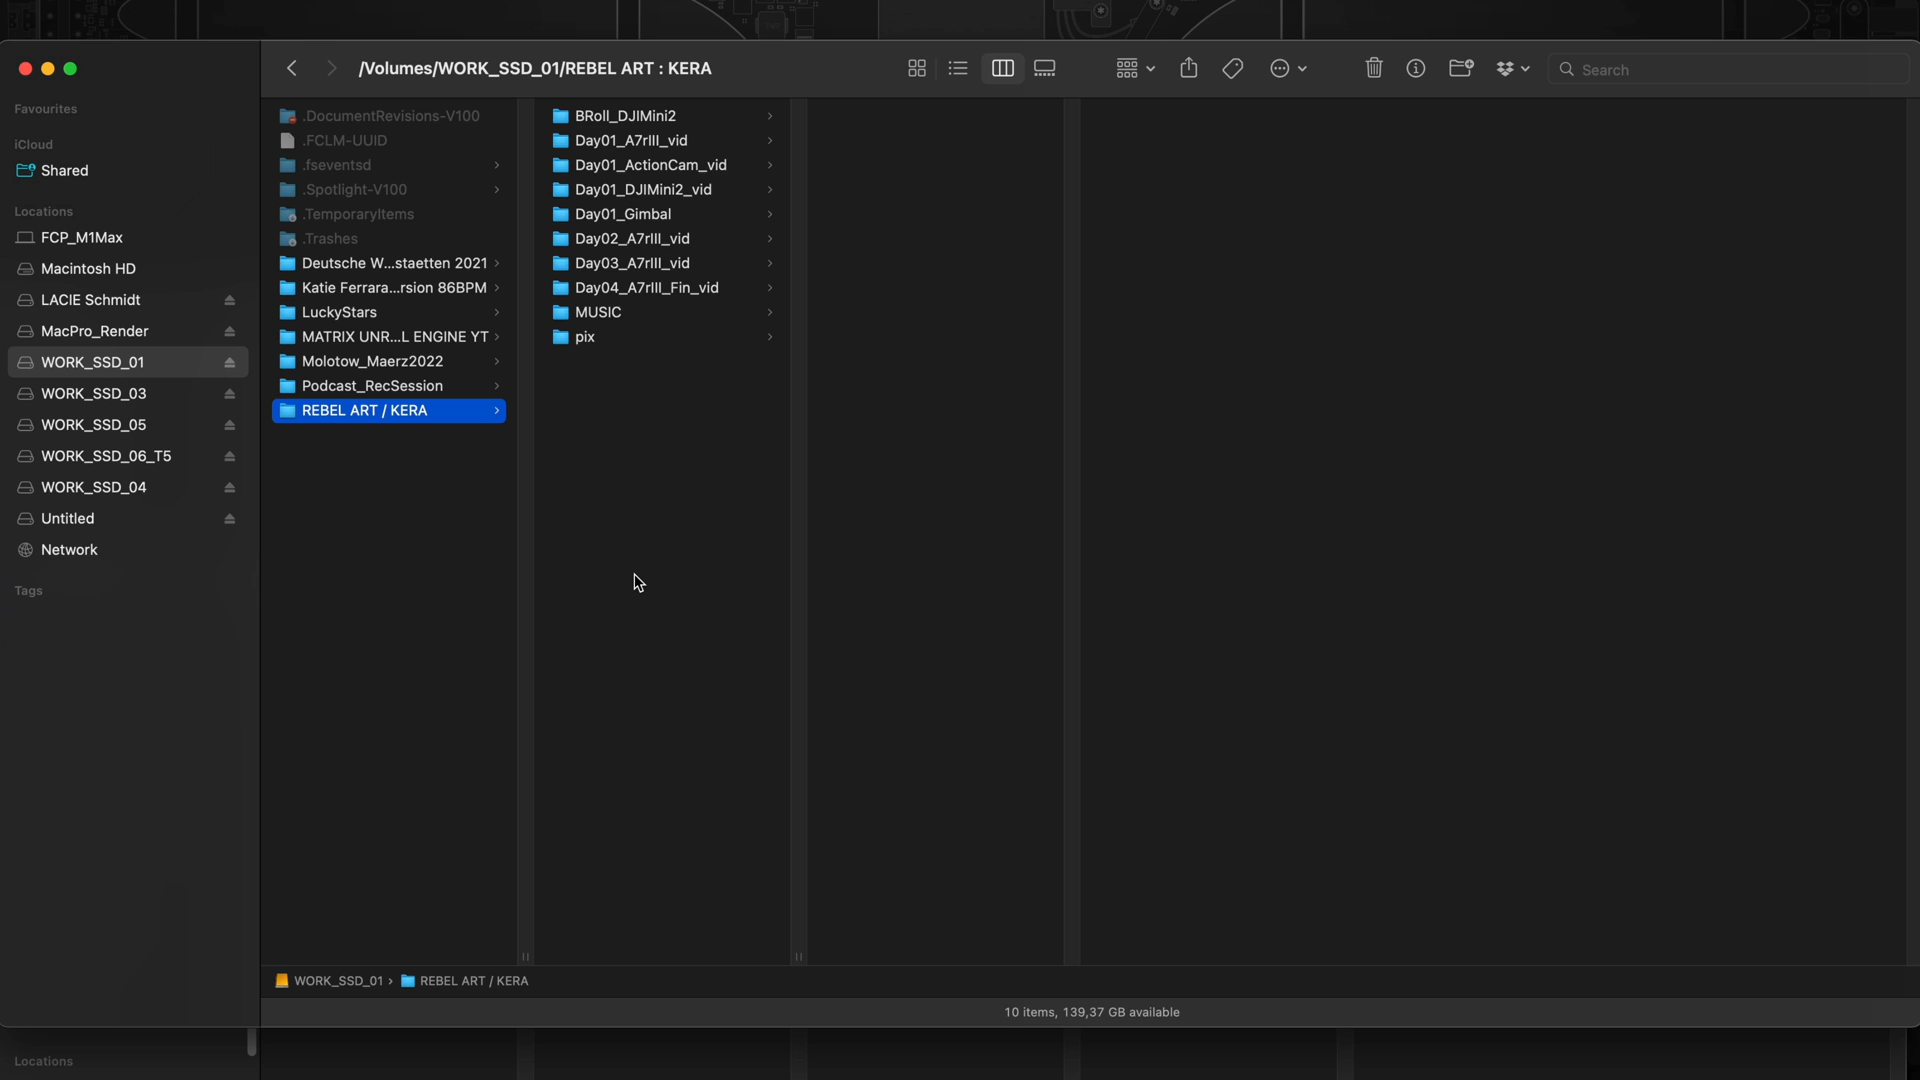 /Volumes/WORK_SSD_01/REBEL ART : KERA
Search
Favourites
iCloud
Shared
Locations
FCP_M1Max
Macintosh HD
LACIE Schmidt
MacPro_Render
WORK_SSD_01
WORK_SSD_03
WORK_SSD_05
WORK_SSD_06_T5
WORK_SSD_04
Untitled
Network
Tags
.DocumentRevisions-V100
.FCLM-UUID
.fseventsd
.Spotlight-V100
.TemporaryItems
.Trashes
Deutsche W...staetten 2021
Katie Ferrara...rsion 86BPM
LuckyStars
MATRIX UNR...L ENGINE YT
Molotow_Maerz2022
Podcast_RecSession
REBEL ART / KERA
BRoll_DJIMini2
Day01_A7rIII_vid
Day01_ActionCam_vid
Day01_DJIMini2_vid
Day01_Gimbal
Day02_A7rIII_vid
Day03_A7rIII_vid
Day04_A7rIII_Fin_vid
MUSIC
pix
WORK_SSD_01 › REBEL ART / KERA
10 items, 139,37 GB available
Locations